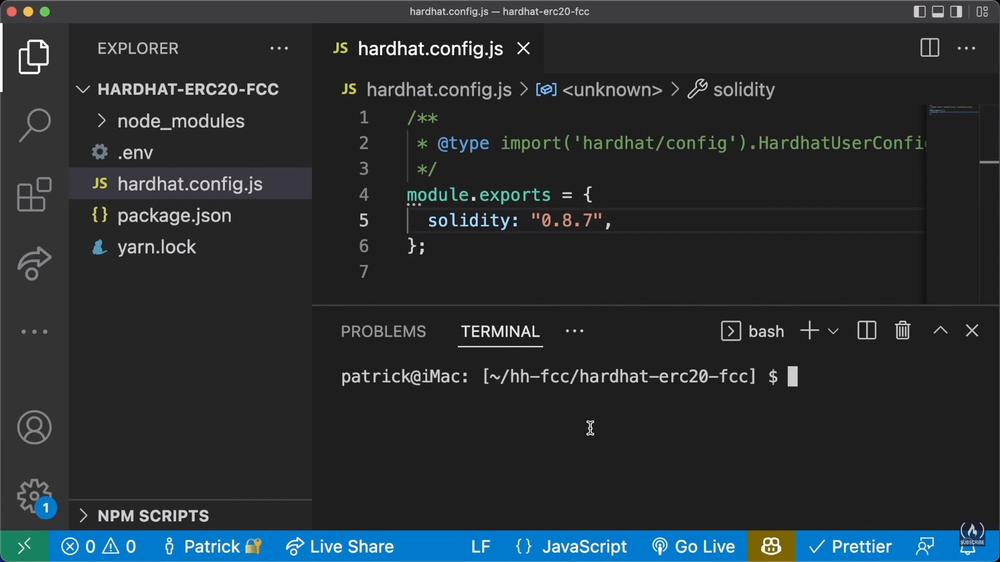 hardhat.config.js — hardhat-erc20-fcc
EXPLORER
HARDHAT-ERC20-FCC
node_modules
.env
JS hardhat.config.js
{} package.json
yarn.lock
NPM SCRIPTS
JS hardhat.config.js
JS hardhat.config.js > <unknown> > solidity
1 /**
2 * @type import('hardhat/config').HardhatUserConfi
3 */
4 module.exports = {
5 solidity: "0.8.7",
6 };
7
PROBLEMS TERMINAL bash
patrick@iMac: [~/hh-fcc/hardhat-erc20-fcc] $
1
0 0 Patrick Live Share LF {} JavaScript Go Live Prettier
SUBSCRIBE